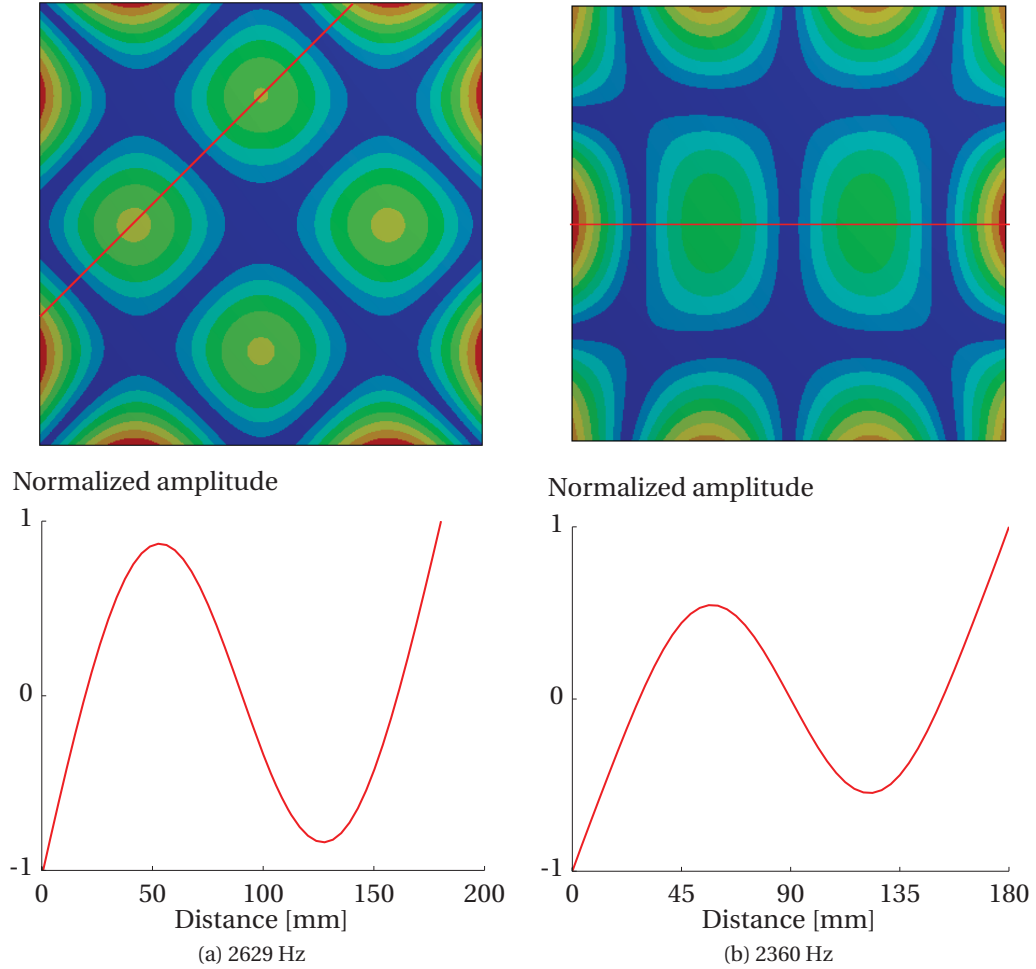 Normalized amplitude
1
0
-1
0 50 100 150 200
Distance [mm]
(a) 2629 Hz
Normalized amplitude
1
0
-1
0 45 90 135 180
Distance [mm]
(b) 2360 Hz